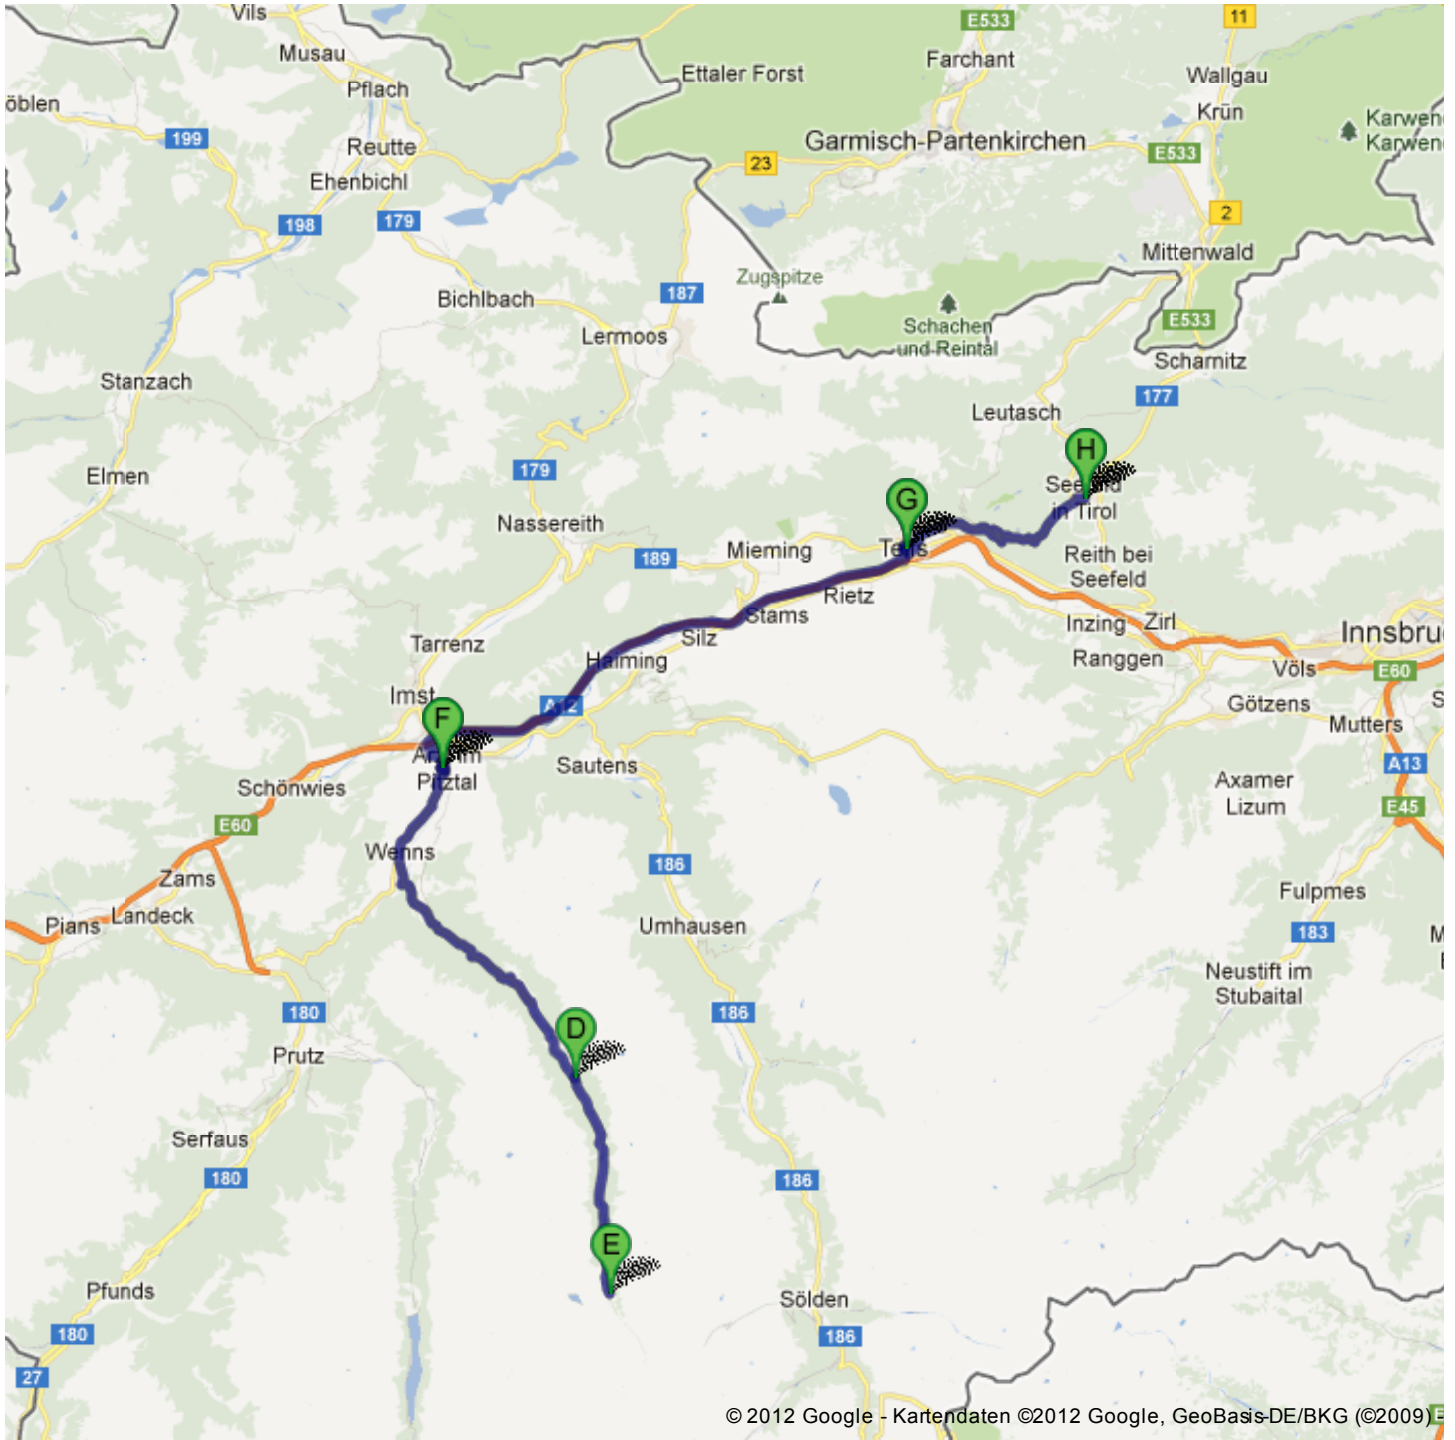 Vils
E533
11
Musau
Farchant
Ettaler Forst
Wallgau
Pflach
öblen
Krün
Karwend
Karwend
199
Reutte
Garmisch-Partenkirchen
E533
23
Ehenbichl
198
179
2
Mittenwald
Zugspitze
187
Bichlbach
E533
Schachen
und-Reintal
Lermoos
Scharnitz
Stanzach
177
Leutasch
H
Elmen
179
Seefeld
in Tirol
G
Nassereith
189
Mieming
Telfs
Reith bei
Seefeld
Rietz
Stams
Inzing
Zirl
Innsbru
Silz
Tarrenz
Haiming
Ranggen
Völs
E60
Imst
A12
F
Götzens
Mutters
S
Arzl im
Pitztal
Sautens
A13
Schönwies
Axamer
Lizum
E45
E60
Wenns
186
Zams
Fulpmes
Landeck
Pians
Umhausen
183
M
Neustift im
Stubaital
180
186
D
Prutz
Serfaus
180
186
E
Pfunds
Sölden
180
186
27
© 2012 Google - Kartendaten ©2012 Google, GeoBasis-DE/BKG (©2009) -